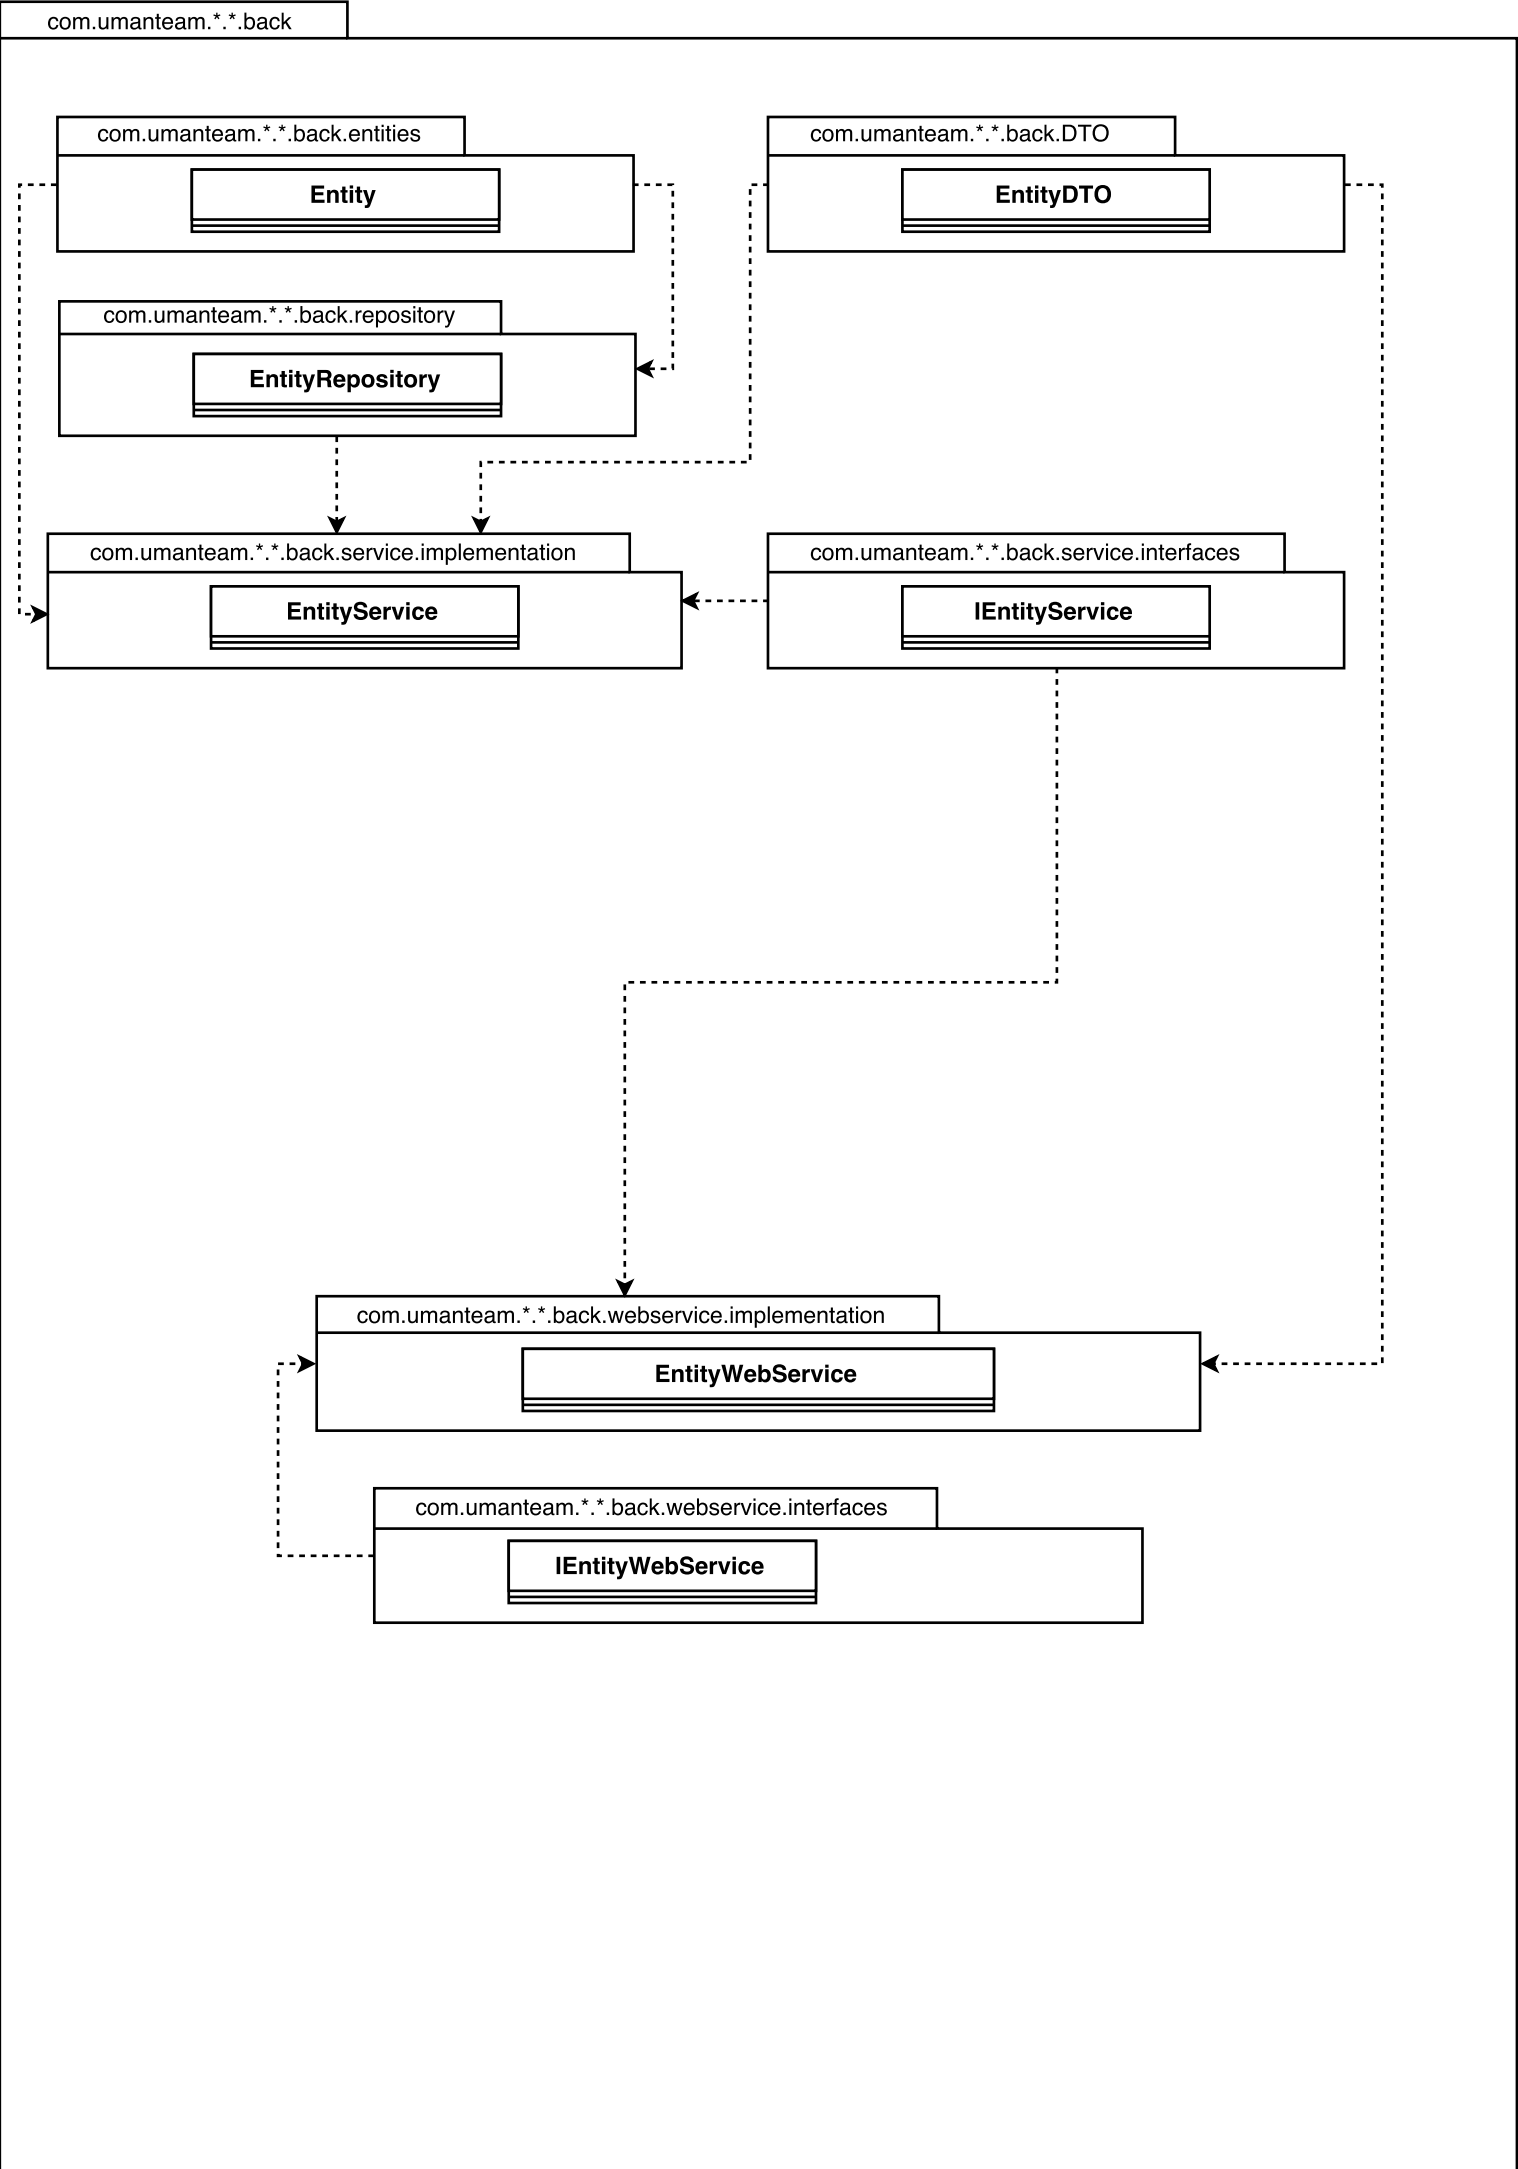 com.umanteam.*.*.back
com.umanteam.*.*.back.entities
Entity
com.umanteam.*.*.back.DTO
EntityDTO
com.umanteam.*.*.back.repository
EntityRepository
com.umanteam.*.*.back.service.implementation
EntityService
com.umanteam.*.*.back.service.interfaces
IEntityService
com.umanteam.*.*.back.webservice.implementation
EntityWebService
com.umanteam.*.*.back.webservice.interfaces
IEntityWebService